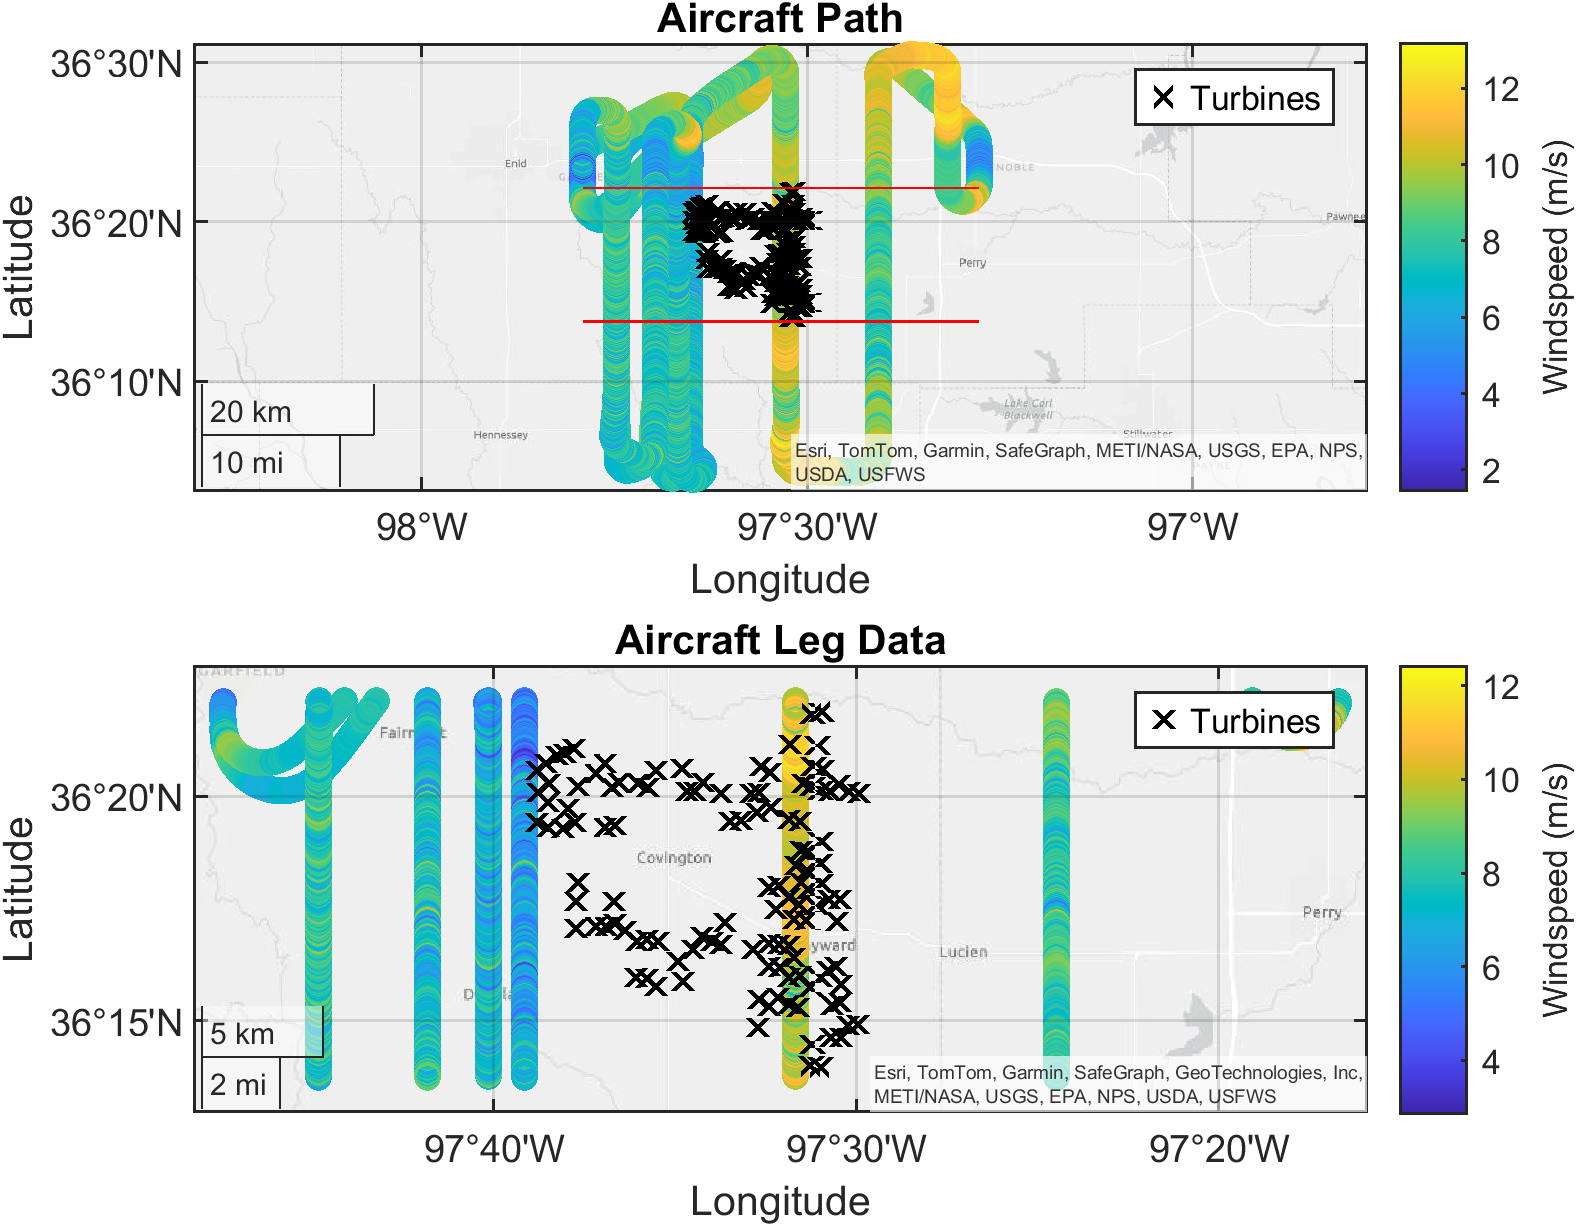 Aircraft Path
36°30'N
36°20'N
36°10'N
Latitude
Turbines
Enid
NOBLE
Pawnee
Perry
Lake Carl
Blackwell
Hennessey
Stillwater
PAYNE
20 km
10 mi
Esri, TomTom, Garmin, SafeGraph, METI/NASA, USGS, EPA, NPS,
USDA, USFWS
98°W
97°30'W
97°W
Longitude
12
10
8
6
4
2
Windspeed (m/s)
Aircraft Leg Data
GARFIELD
36°20'N
36°15'N
Latitude
Turbines
Covington
yward
Lucien
Perry
5 km
2 mi
Esri, TomTom, Garmin, SafeGraph, GeoTechnologies, Inc,
METI/NASA, USGS, EPA, NPS, USDA, USFWS
97°40'W
97°30'W
97°20'W
Longitude
12
10
8
6
4
Windspeed (m/s)